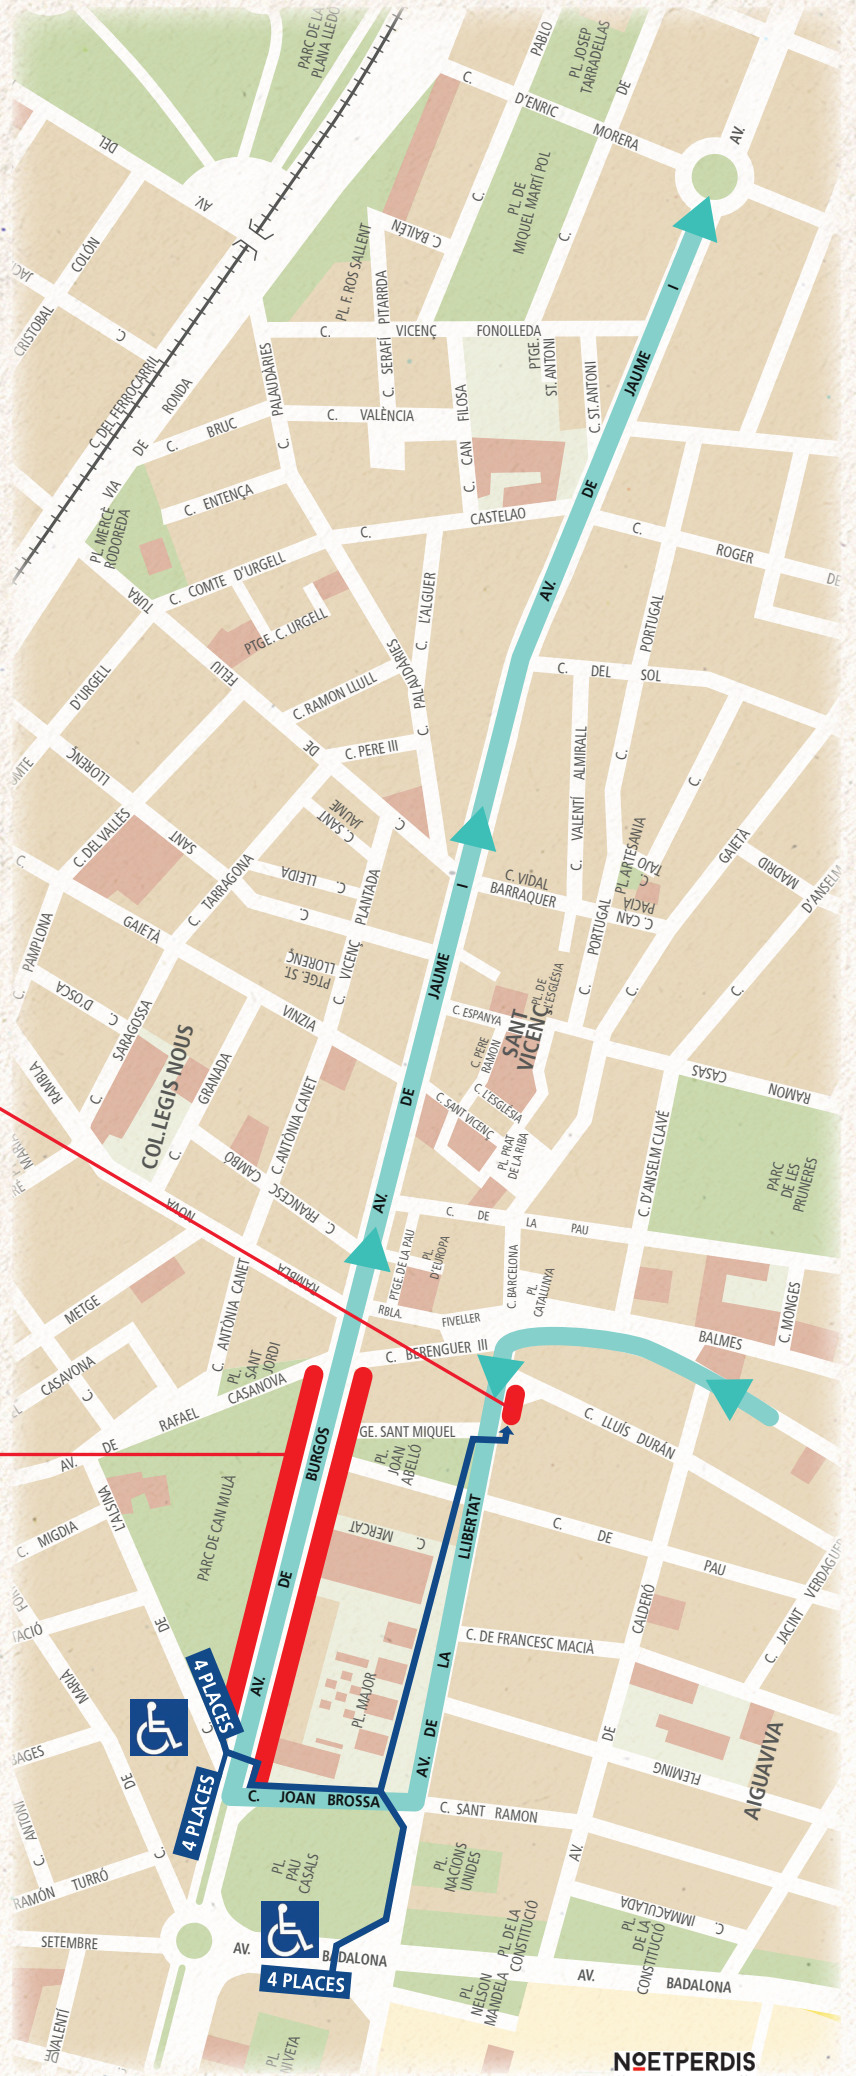 PARC DE LA
PLANA LLEDÓ
PABLO
PL. JOSEP
TARRADELLAS
C.
D'ENRIC
MORERA
DE
AV.
DEL
AV.
PL. DE
MIQUEL MARTÍ POL
C.
C.
C. BAILÉN
COLÓN
CRISTOBAL
C.
PL. F. ROS SALLENT
C. SERAFÍ PITARRDA
C. VICENÇ FONOLLEDA
PTGE.
ST. ANTONI
C. ST. ANTONI
AV. DE JAUME I
C. DEL FERROCARRIL
VIA DE RONDA
C. PALAUDÀRIES
C. BRUC
C. VALÈNCIA
C. CAN FILOSA
C. ENTENÇA
C. CASTELAO
PL. MERCÈ
RODOREDA
C. ROGER DE
C. COMTE D'URGELL
TURA
PTGE. C. URGELL
C. L'ALGUER
PORTUGAL
C. DEL SOL
D'URGELL
FELIU
C. PALAUDÀRIES
C. RAMON LLULL
DE
C. PERE III
C.
C. VALENTÍ ALMIRALL
C.
LLORENÇ
SANT
C. DEL VALLÈS
C. SANT
JAUME
C.
C. TARRAGONA
C. LLEIDA
C.
C. VICENÇ PLANTADA
C. VIDAL
BARRAQUER
PL. ARTESANIA
C. TAJO
C. CAN
PACIÀ
GAIETÀ
MADRID
D'ANSELM
C. PORTUGAL
C.
C.
C.
GAIETÀ
VINZIA
C. PAMPLONA
C. D'OSCA
PTGE. ST.
LLORENÇ
C. SARAGOSSA
COL.LEGIS NOUS
C. GRANADA
RAMBLA
C. ANTÒNIA CANET
C. ESPANYA
C. PERE
RAMON
SANT
VICENÇ
PL. DE
L'ESGLÉSIA
C. L'ESGLÉSIA
C. SANT VICENÇ
PL. PRAT
DE LA RIBA
RAMON
CASAS
C. D'ANSELM CLAVÉ
PARC
DE LES
PRUNERES
C. FRANCESC CAMBÓ
NOVA
RAMBLA
AV. DE JAUME I
C. DE LA PAU
PTGE. DE LA PAU
PL.
D'EUROPA
C. BARCELONA
PL.
CATALUNYA
RBLA. FIVELLER
C. BERENGUER III
BALMES
C. MONGES
METGE
CASAVONA
C.
C. ANTÒNIA CANET
PL.
SANT
JORDI
AV. DE RAFAEL CASANOVA
GE. SANT MIQUEL
PL.
JOAN
ABELLÓ
C. LLUÍS DURÁN
L'ALSINA
C. MIGDIA
PARC DE CAN MULÀ
AV. DE BURGOS
C. MERCAT
AV. DE LA LLIBERTAT
C. DE PAU
C. JACINT VERDAGUER
CALDERÓ
C. DE FRANCESC MACIÀ
DE
MARIÀ
DE
C.
4 PLACES
4 PLACES
PL. MAJOR
FLEMING
AIGUAVIVA
DE
AV.
C. JOAN BROSSA
C. SANT RAMON
ANTONI
C.
C.
RAMÓN TURRÓ
PL.
PAU
CASALS
PL.
NACIONS
UNIDES
PL. DE LA
CONSTITUCIÓ
C. IMMACULADA
PL.
DE LA
CONSTITUCIÓ
SETEMBRE
AV. BADALONA
4 PLACES
AV. BADALONA
PL.
NELSON
MANDELA
DE VALENTÍ
NOETPERDIS